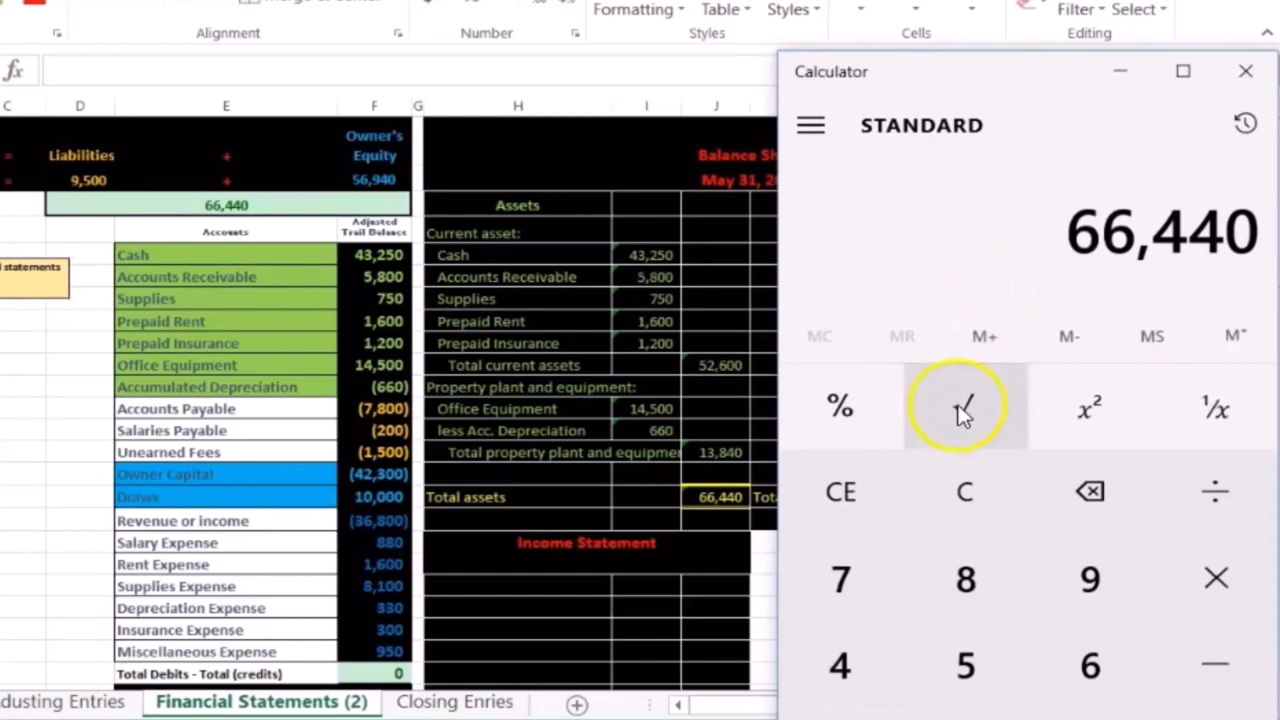 Formatting Table Styles Filter Select
Alignment Number Styles Cells Editing
fx
C D E F G H I J
Owner's
= Liabilities + Equity
= 9,500 + 56,940
66,440
Accounts Adjusted Trail Balance
statements
Cash 43,250
Accounts Receivable 5,800
Supplies 750
Prepaid Rent 1,600
Prepaid Insurance 1,200
Office Equipment 14,500
Accumulated Depreciation (660)
Accounts Payable (7,800)
Salaries Payable (200)
Unearned Fees (1,500)
Owner Capital (42,300)
Draws 10,000
Revenue or income (36,800)
Salary Expense 880
Rent Expense 1,600
Supplies Expense 8,100
Depreciation Expense 330
Insurance Expense 300
Miscellaneous Expense 950
Total Debits - Total (credits) 0
Balance Sh
May 31, 2
Assets
Current asset:
Cash 43,250
Accounts Receivable 5,800
Supplies 750
Prepaid Rent 1,600
Prepaid Insurance 1,200
Total current assets 52,600
Property plant and equipment:
Office Equipment 14,500
less Acc. Depreciation 660
Total property plant and equipmer 13,840
Total assets 66,440 Tot
Income Statement
dusting Entries Financial Statements (2) Closing Enries
Calculator
STANDARD
66,440
MC MR M+ M- MS M˅
% √ x² ¹/x
CE C ÷
7 8 9 ×
4 5 6 −